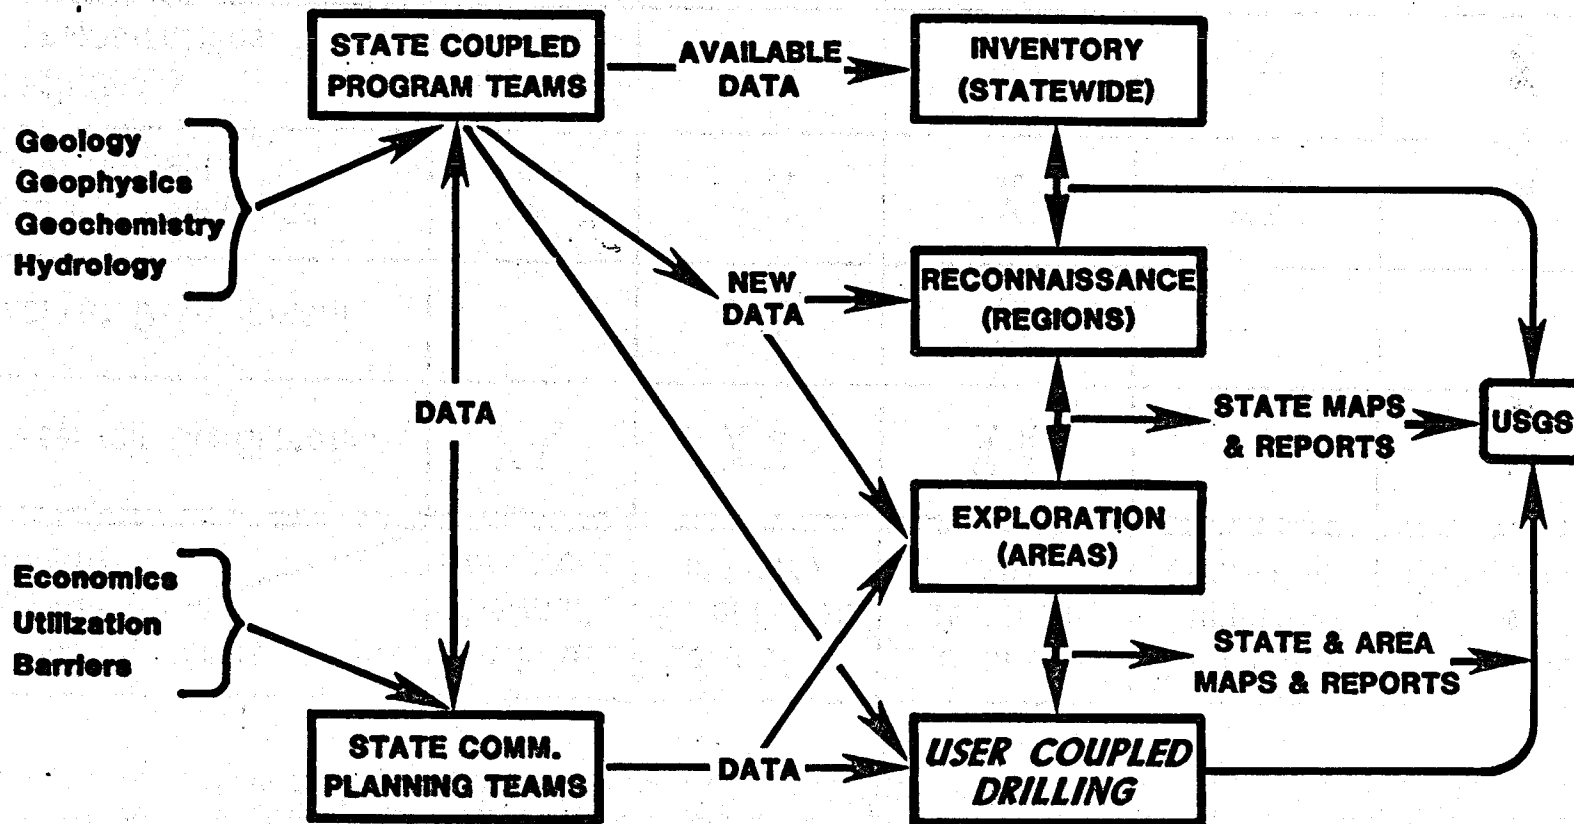 STATE COUPLED
PROGRAM TEAMS
AVAILABLE
DATA
INVENTORY
(STATEWIDE)
Geology
Geophysics
Geochemistry
Hydrology
NEW
DATA
RECONNAISSANCE
(REGIONS)
DATA
STATE MAPS
& REPORTS
USGS
EXPLORATION
(AREAS)
Economics
Utilization
Barriers
STATE & AREA
MAPS & REPORTS
STATE COMM.
PLANNING TEAMS
DATA
USER COUPLED
DRILLING